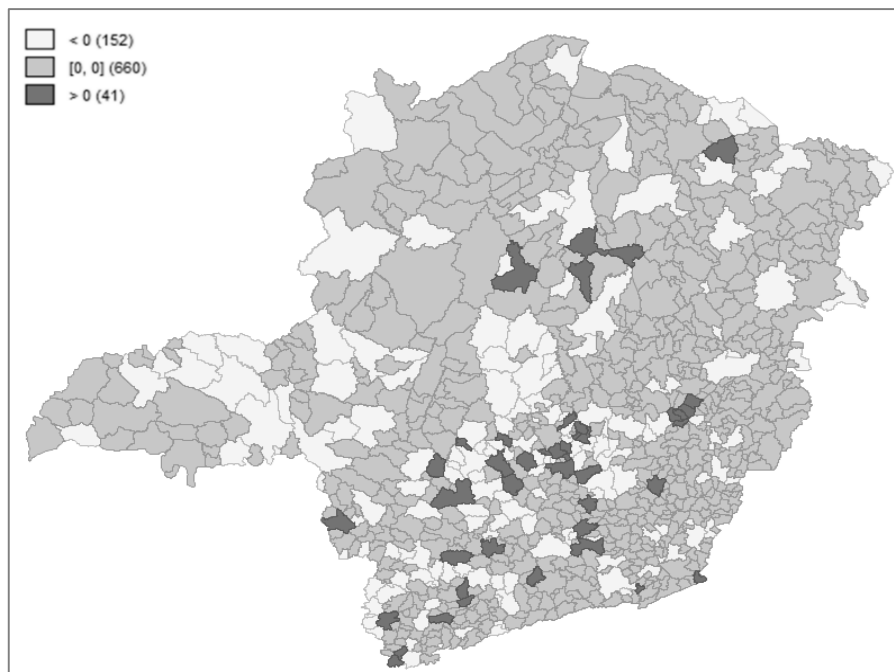 < 0 (152)
[0, 0] (660)
> 0 (41)